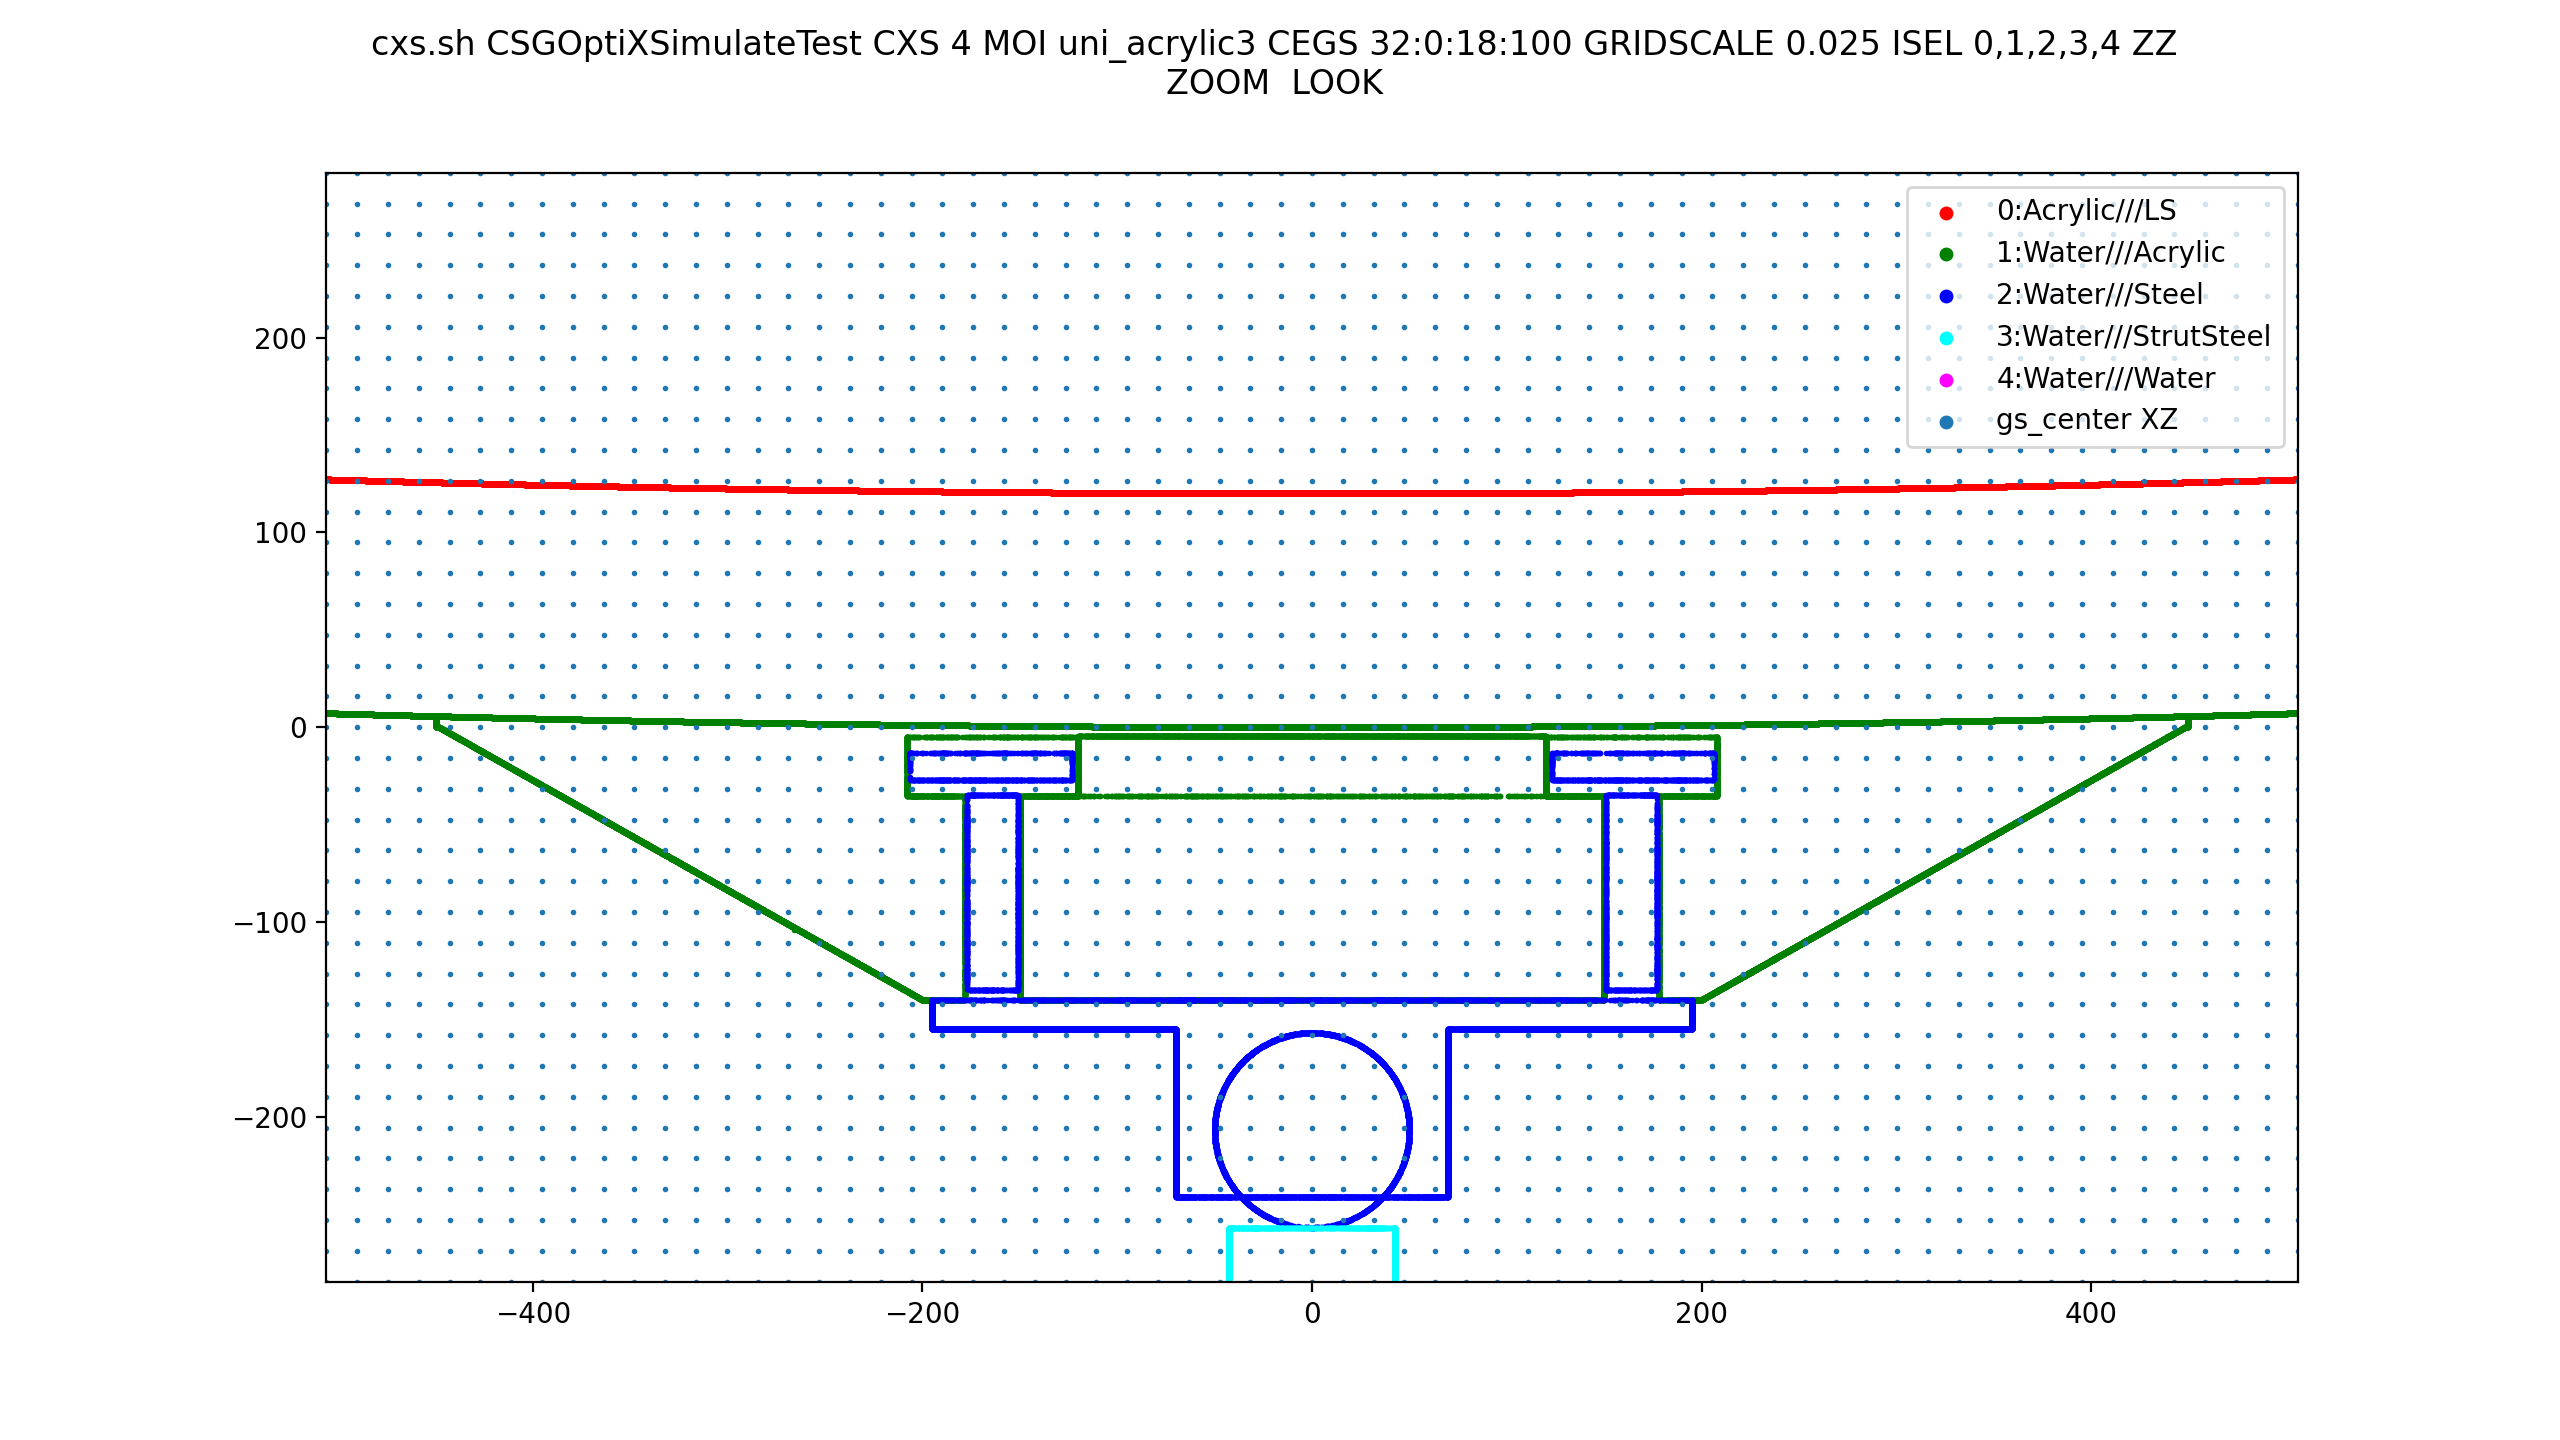 cxs.sh CSGOptiXSimulateTest CXS 4 MOI uni_acrylic3 CEGS 32:0:18:100 GRIDSCALE 0.025 ISEL 0,1,2,3,4 ZZ
ZOOM  LOOK
0:Acrylic///LS
1:Water///Acrylic
2:Water///Steel
3:Water///StrutSteel
4:Water///Water
gs_center XZ
200
100
0
−100
−200
−400
−200
0
200
400